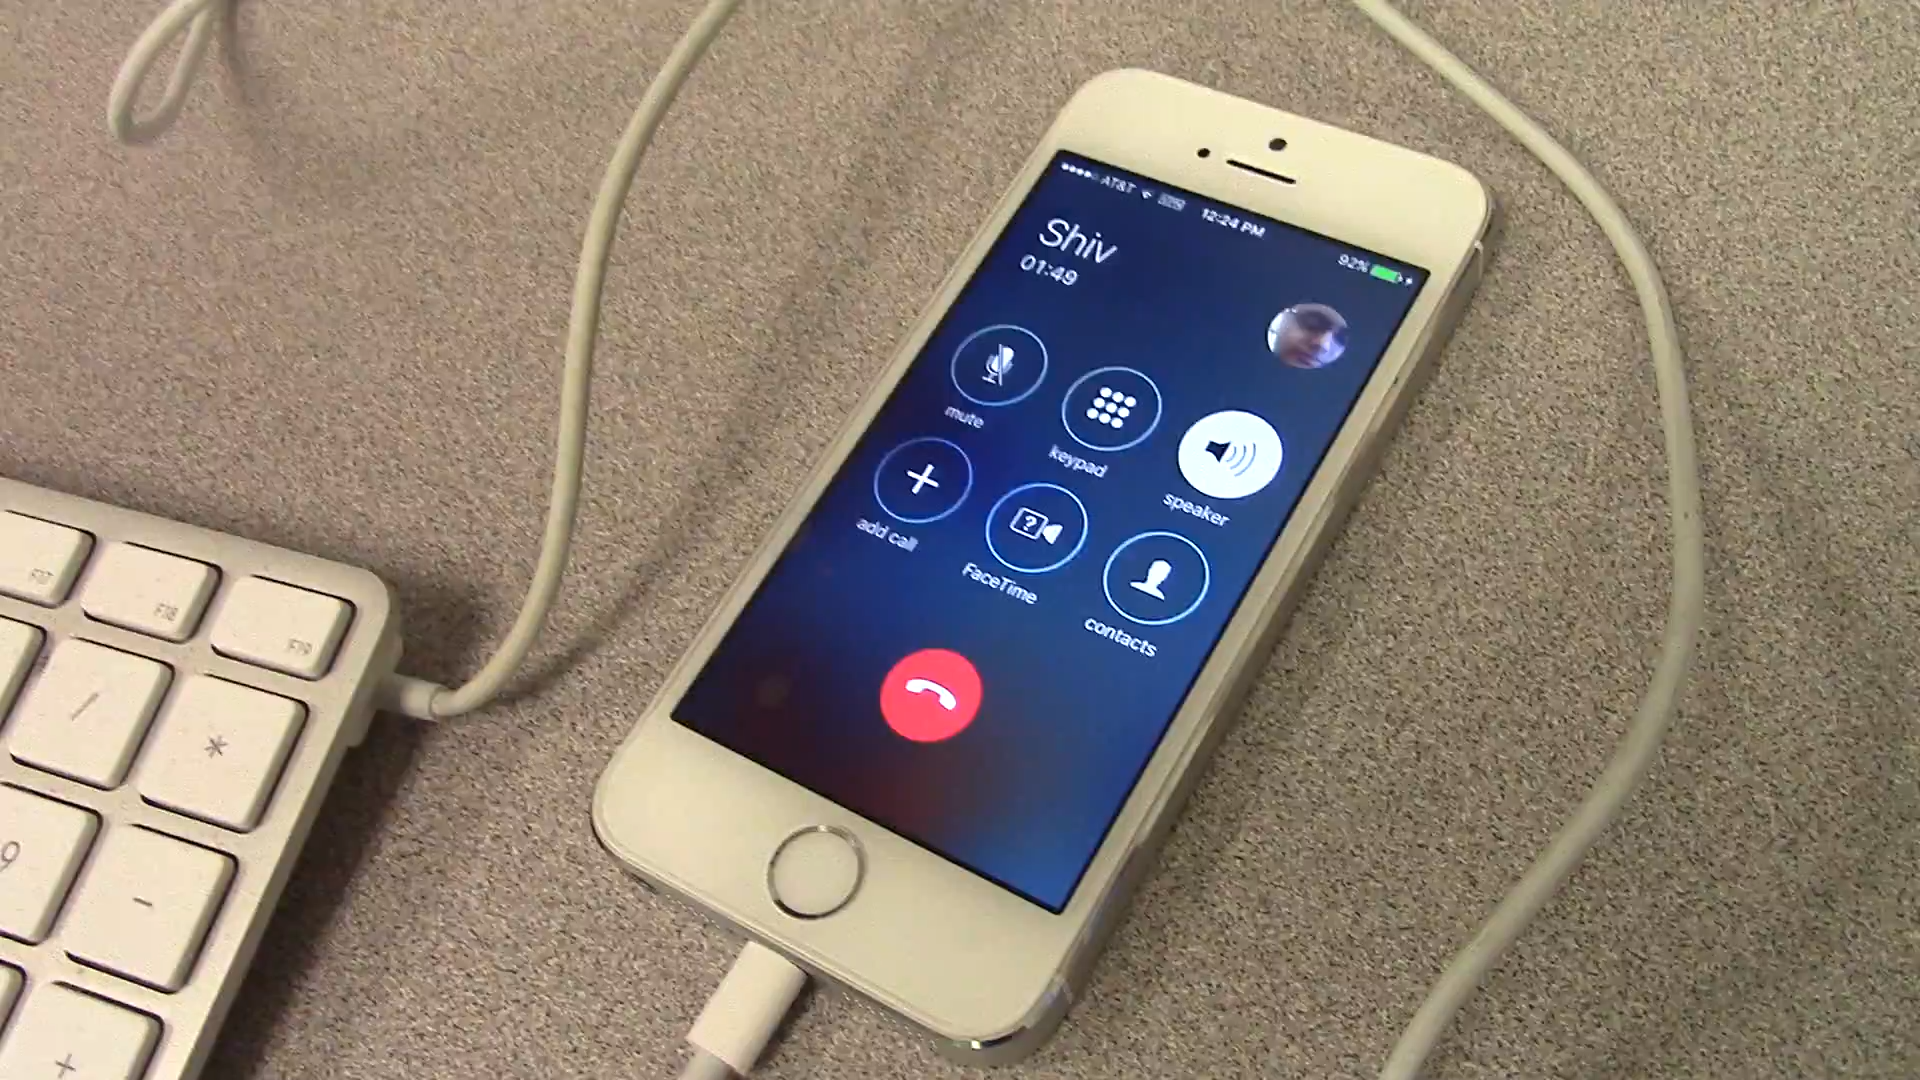 AT&T 12:24 PM 92%
Shiv
01:49
mute keypad speaker
add call FaceTime contacts
?
F17 F18 F19
/ *
9 -
+